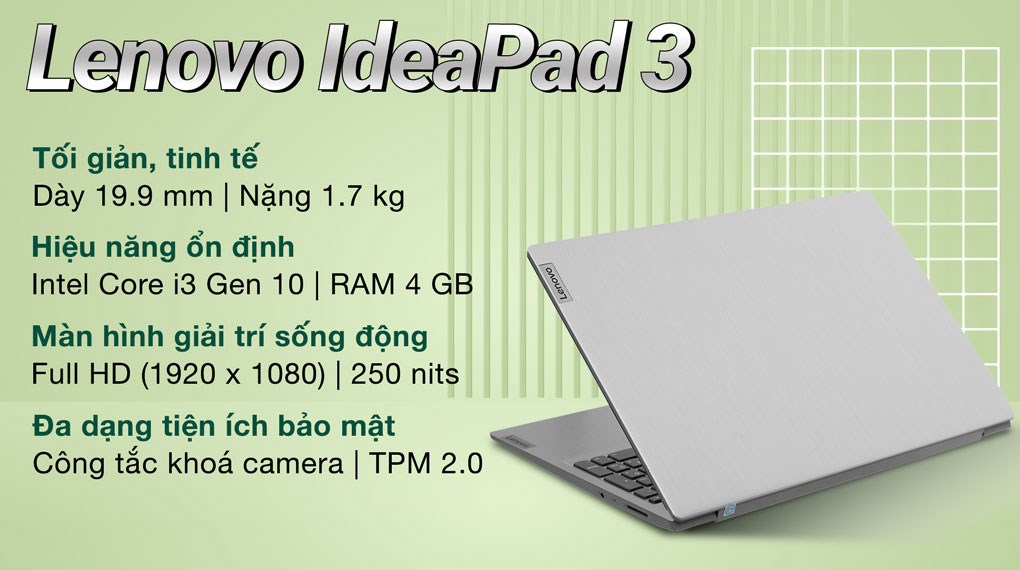 Lenovo IdeaPad 3
Tối giản, tinh tế
Dày 19.9 mm | Nặng 1.7 kg
Hiệu năng ổn định
Intel Core i3 Gen 10 | RAM 4 GB
Màn hình giải trí sống động
Full HD (1920 x 1080) | 250 nits
Đa dạng tiện ích bảo mật
Công tắc khoá camera | TPM 2.0
Lenovo
Lenovo